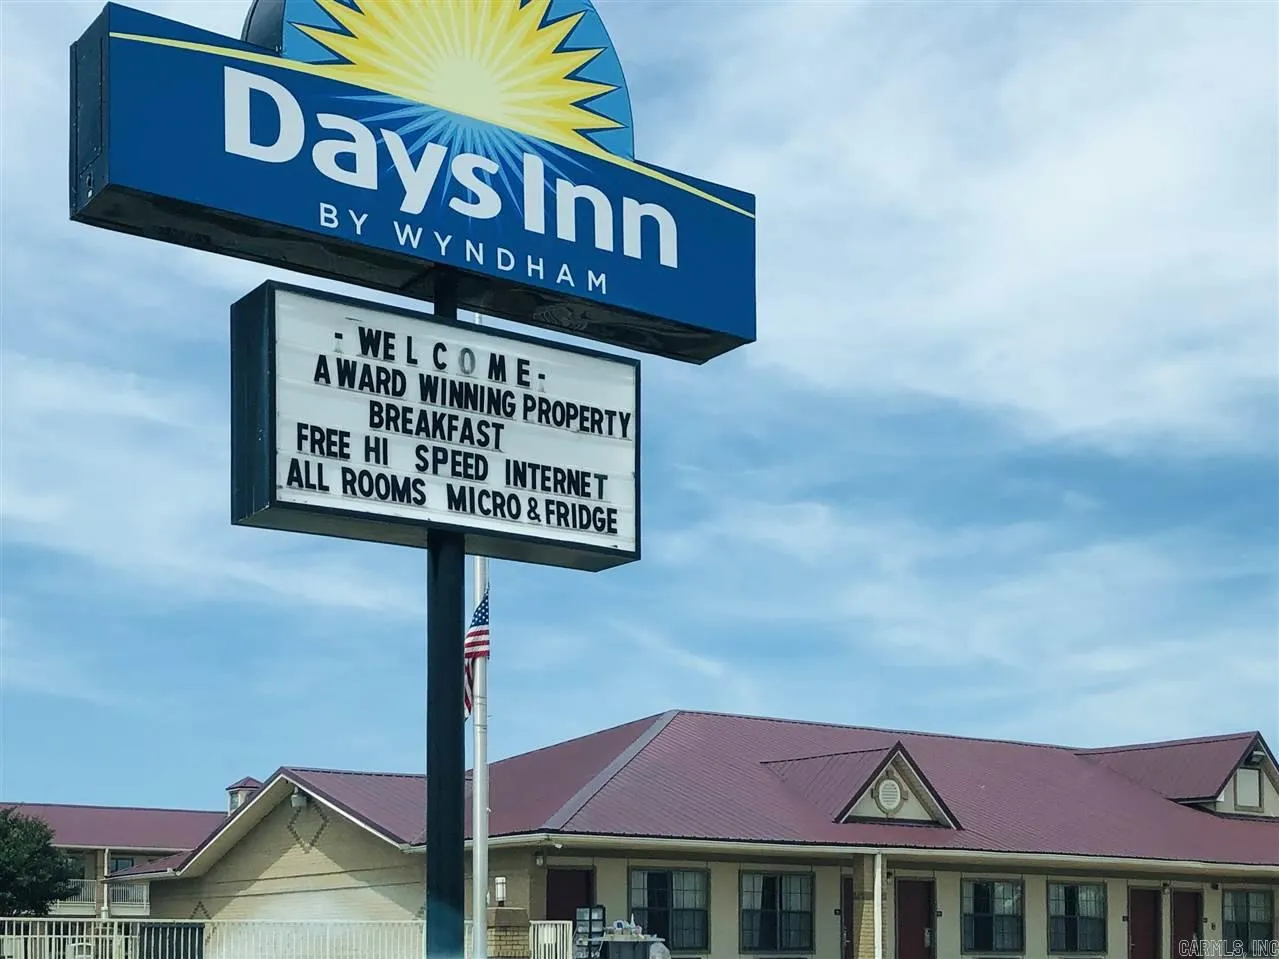 Days Inn
BY WYNDHAM
- WELCOME -
AWARD WINNING PROPERTY
BREAKFAST
FREE HI SPEED INTERNET
ALL ROOMS MICRO & FRIDGE
CARMLS, INC